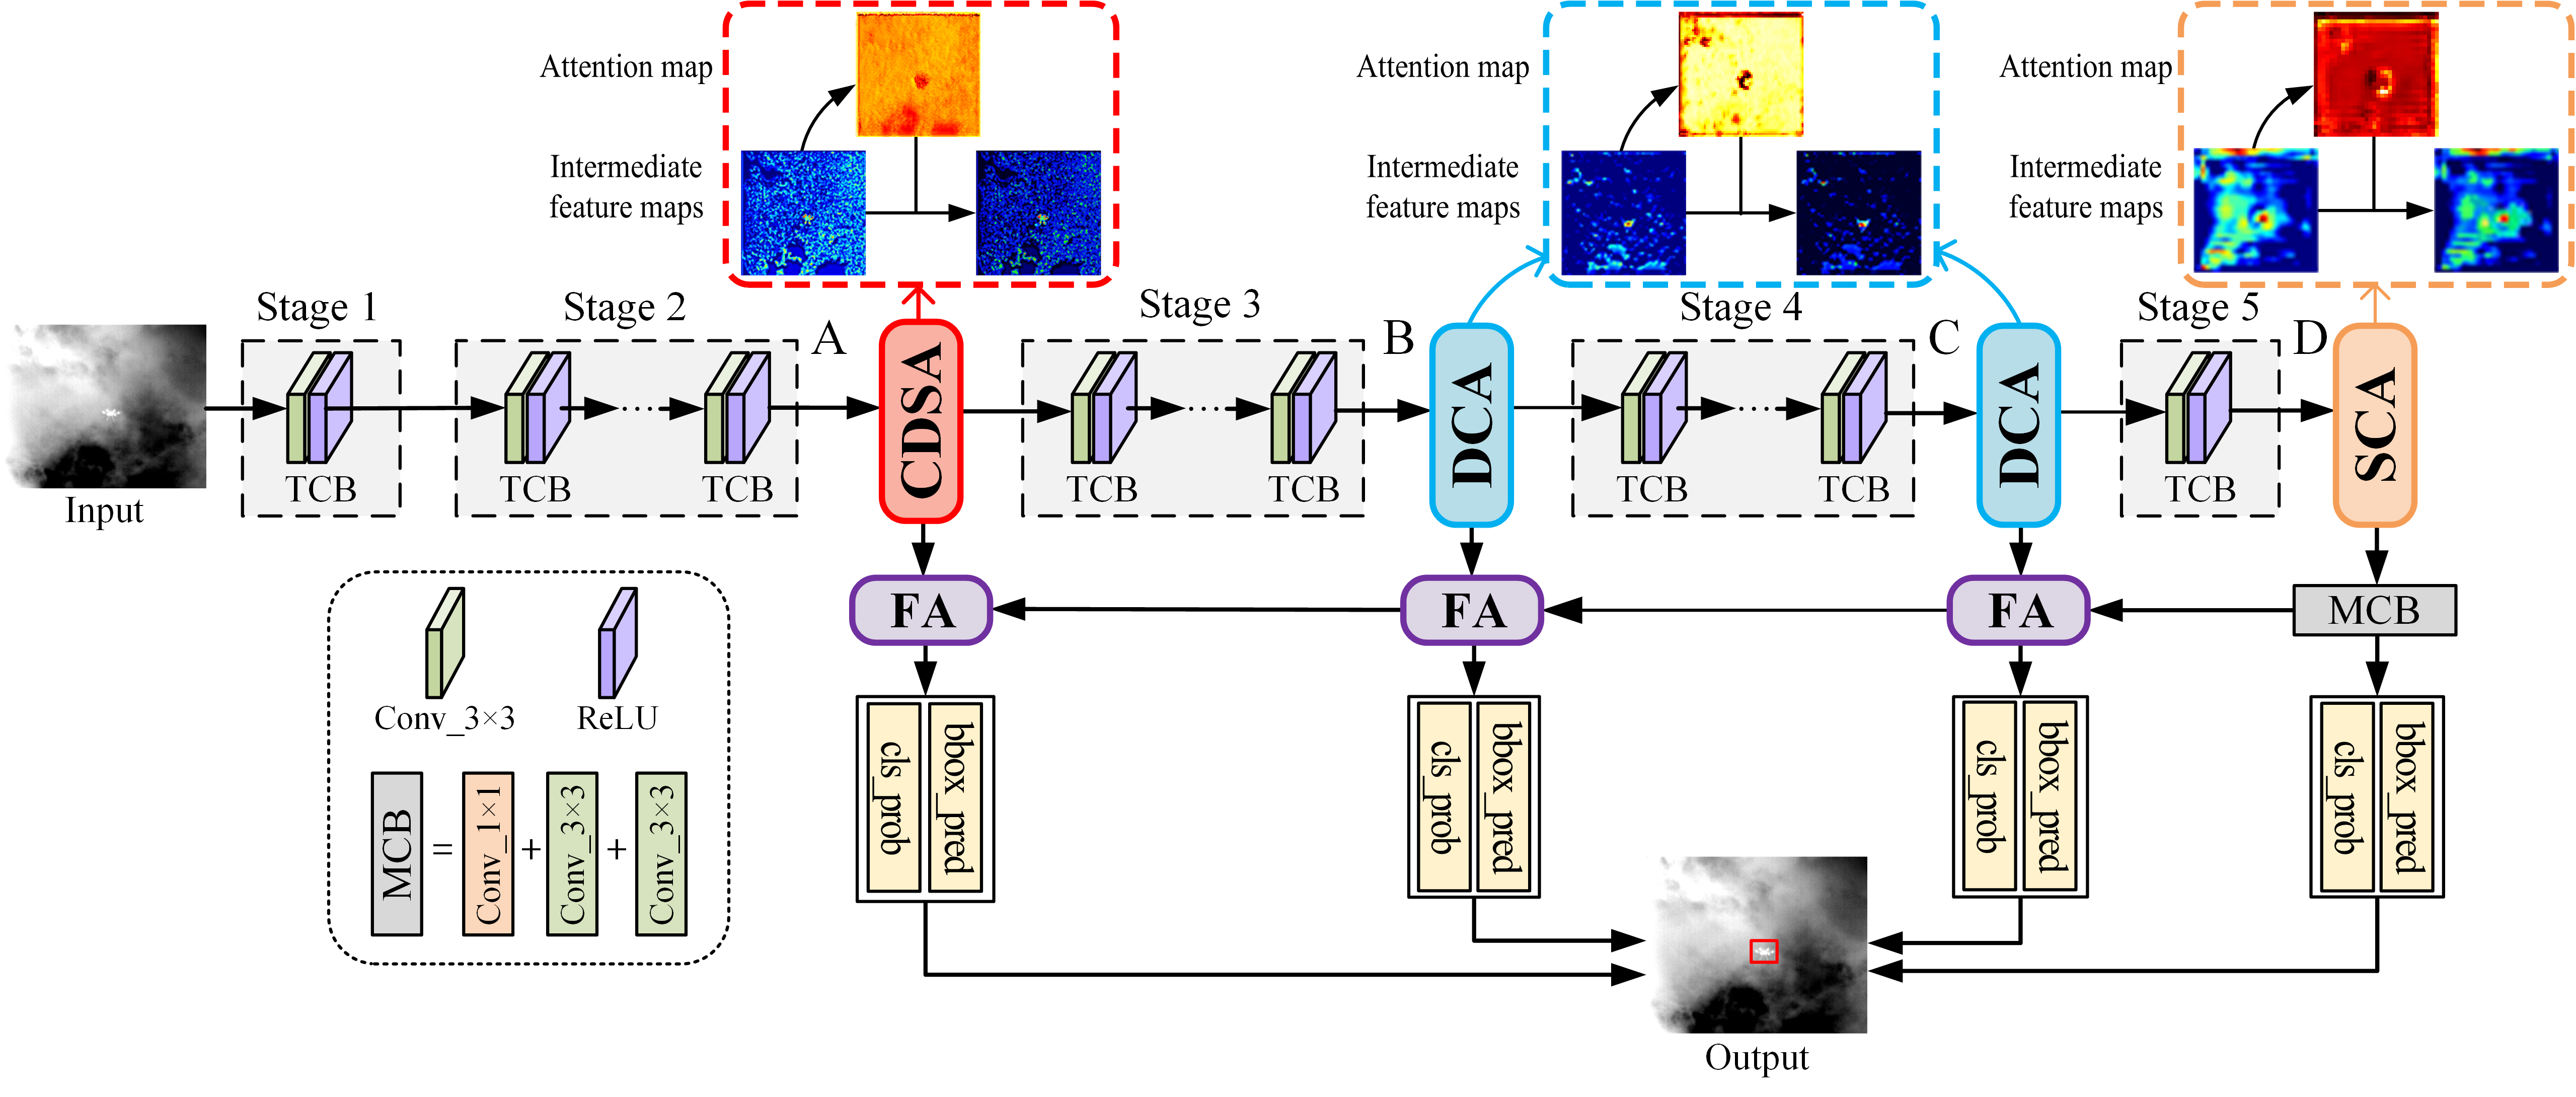 Attention map
Intermediate
feature maps
Attention map
Intermediate
feature maps
Attention map
Intermediate
feature maps
Stage 1
Stage 2
Stage 3
Stage 4
Stage 5
A
B
C
D
Input
TCB
TCB
TCB
CDSA
TCB
TCB
DCA
TCB
TCB
DCA
TCB
SCA
FA
FA
FA
MCB
Conv_3×3
ReLU
MCB
=
Conv_1×1
+
Conv_3×3
+
Conv_3×3
cls_prob
bbox_pred
cls_prob
bbox_pred
cls_prob
bbox_pred
cls_prob
bbox_pred
Output